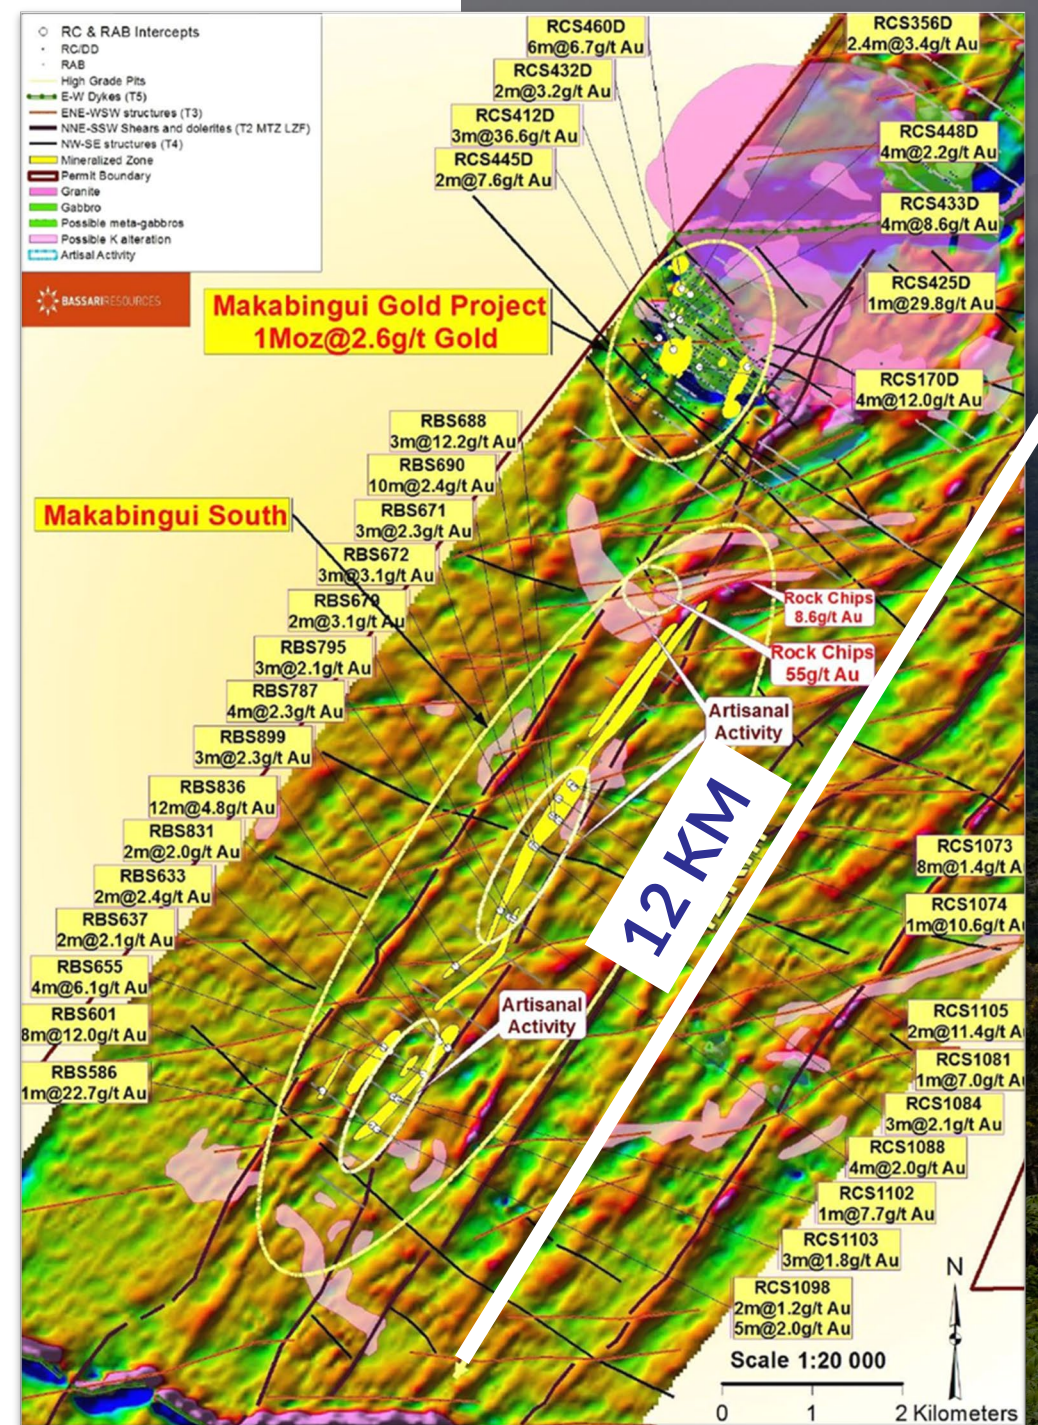 RC & RAB Intercepts
RC/DD
RAB
High Grade Pits
E-W Dykes (T5)
ENE-WSW structures (T3)
NNE-SSW Shears and dolerites (T2 MTZ LZF)
NW-SE structures (T4)
Mineralized Zone
Permit Boundary
Granite
Gabbro
Possible meta-gabbros
Possible K alteration
Artisal Activity
BASSARIRESOURCES
RCS460D
6m@6.7g/t Au
RCS432D
2m@3.2g/t Au
RCS412D
3m@36.6g/t Au
RCS445D
2m@7.6g/t Au
RCS356D
2.4m@3.4g/t Au
RCS448D
4m@2.2g/t Au
RCS433D
4m@8.6g/t Au
RCS425D
1m@29.8g/t Au
RCS170D
4m@12.0g/t Au
Makabingui Gold Project
1Moz@2.6g/t Gold
RBS688
3m@12.2g/t Au
RBS690
10m@2.4g/t Au
Makabingui South
RBS671
3m@2.3g/t Au
RBS672
3m@3.1g/t Au
RBS679
2m@3.1g/t Au
RBS795
3m@2.1g/t Au
RBS787
4m@2.3g/t Au
RBS899
3m@2.3g/t Au
RBS836
12m@4.8g/t Au
RBS831
2m@2.0g/t Au
RBS633
2m@2.4g/t Au
RBS637
2m@2.1g/t Au
RBS655
4m@6.1g/t Au
RBS601
8m@12.0g/t Au
RBS586
1m@22.7g/t Au
Rock Chips
8.6g/t Au
Rock Chips
55g/t Au
Artisanal
Activity
12 KM
Artisanal
Activity
RCS1073
8m@1.4g/t Au
RCS1074
1m@10.6g/t Au
RCS1105
2m@11.4g/t Au
RCS1081
1m@7.0g/t Au
RCS1084
3m@2.1g/t Au
RCS1088
4m@2.0g/t Au
RCS1102
1m@7.7g/t Au
RCS1103
3m@1.8g/t Au
RCS1098
2m@1.2g/t Au
5m@2.0g/t Au
N
Scale 1:20 000
0 1 2 Kilometers